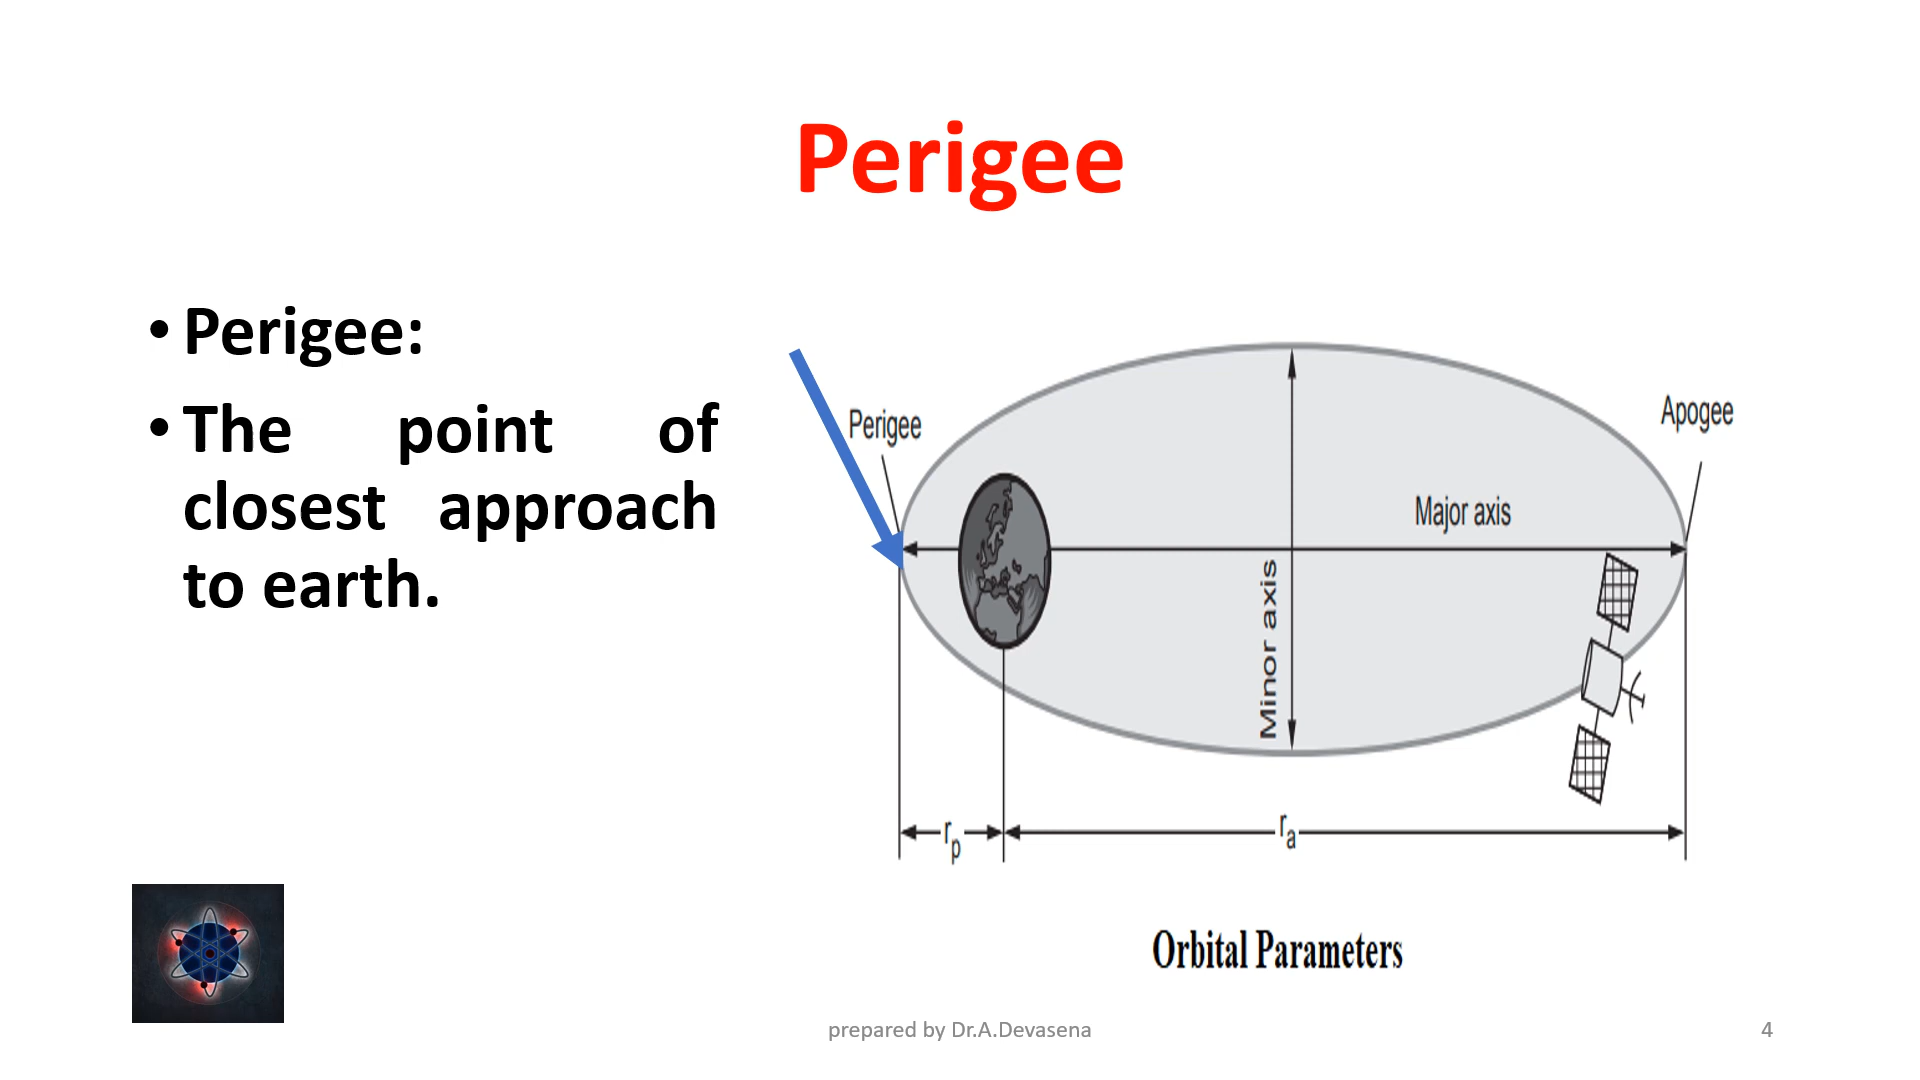 Perigee
• Perigee:
• The point of
closest approach
to earth.
Perigee
Apogee
Major axis
Minor axis
rp
ra
Orbital Parameters
prepared by Dr.A.Devasena
4